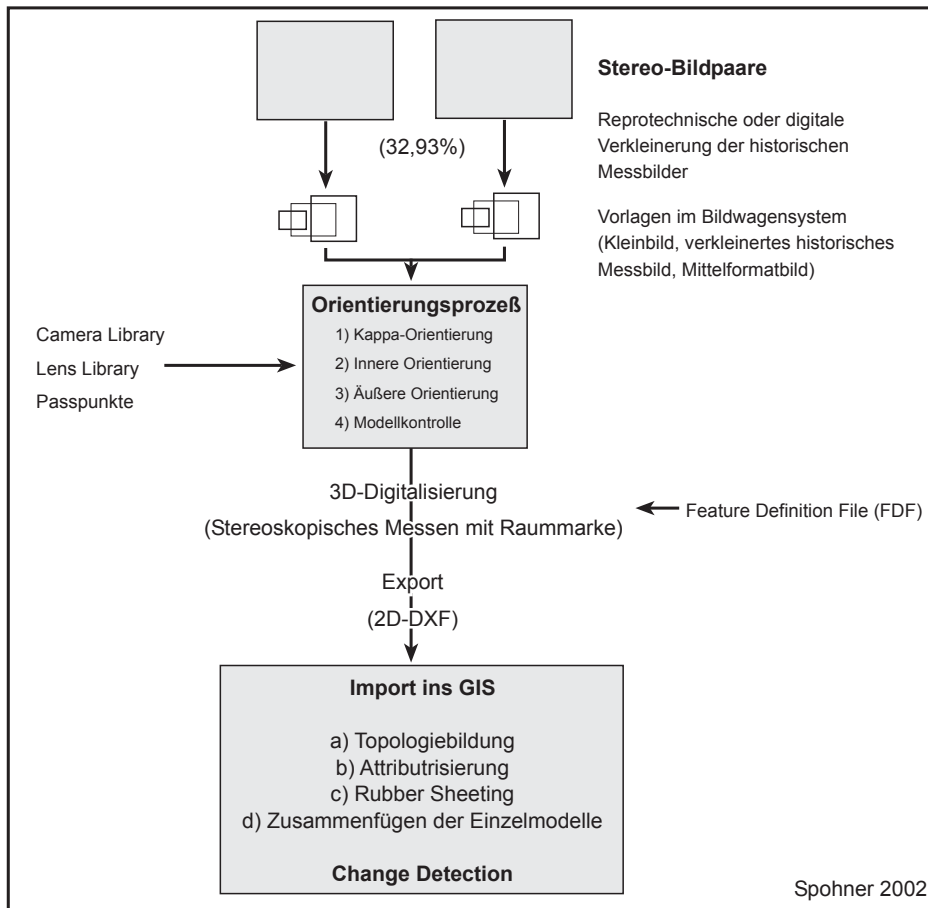 Stereo-Bildpaare
Reprotechnische oder digitale
Verkleinerung der historischen
Messbilder
(32,93%)
Vorlagen im Bildwagensystem
(Kleinbild, verkleinertes historisches
Messbild, Mittelformatbild)
Orientierungsprozeß
1) Kappa-Orientierung
2) Innere Orientierung
3) Äußere Orientierung
4) Modellkontrolle
Camera Library
Lens Library
Passpunkte
3D-Digitalisierung
(Stereoskopisches Messen mit Raummarke)
Feature Definition File (FDF)
Export
(2D-DXF)
Import ins GIS
a) Topologiebildung
b) Attributrisierung
c) Rubber Sheeting
d) Zusammenfügen der Einzelmodelle
Change Detection
Spohner 2002